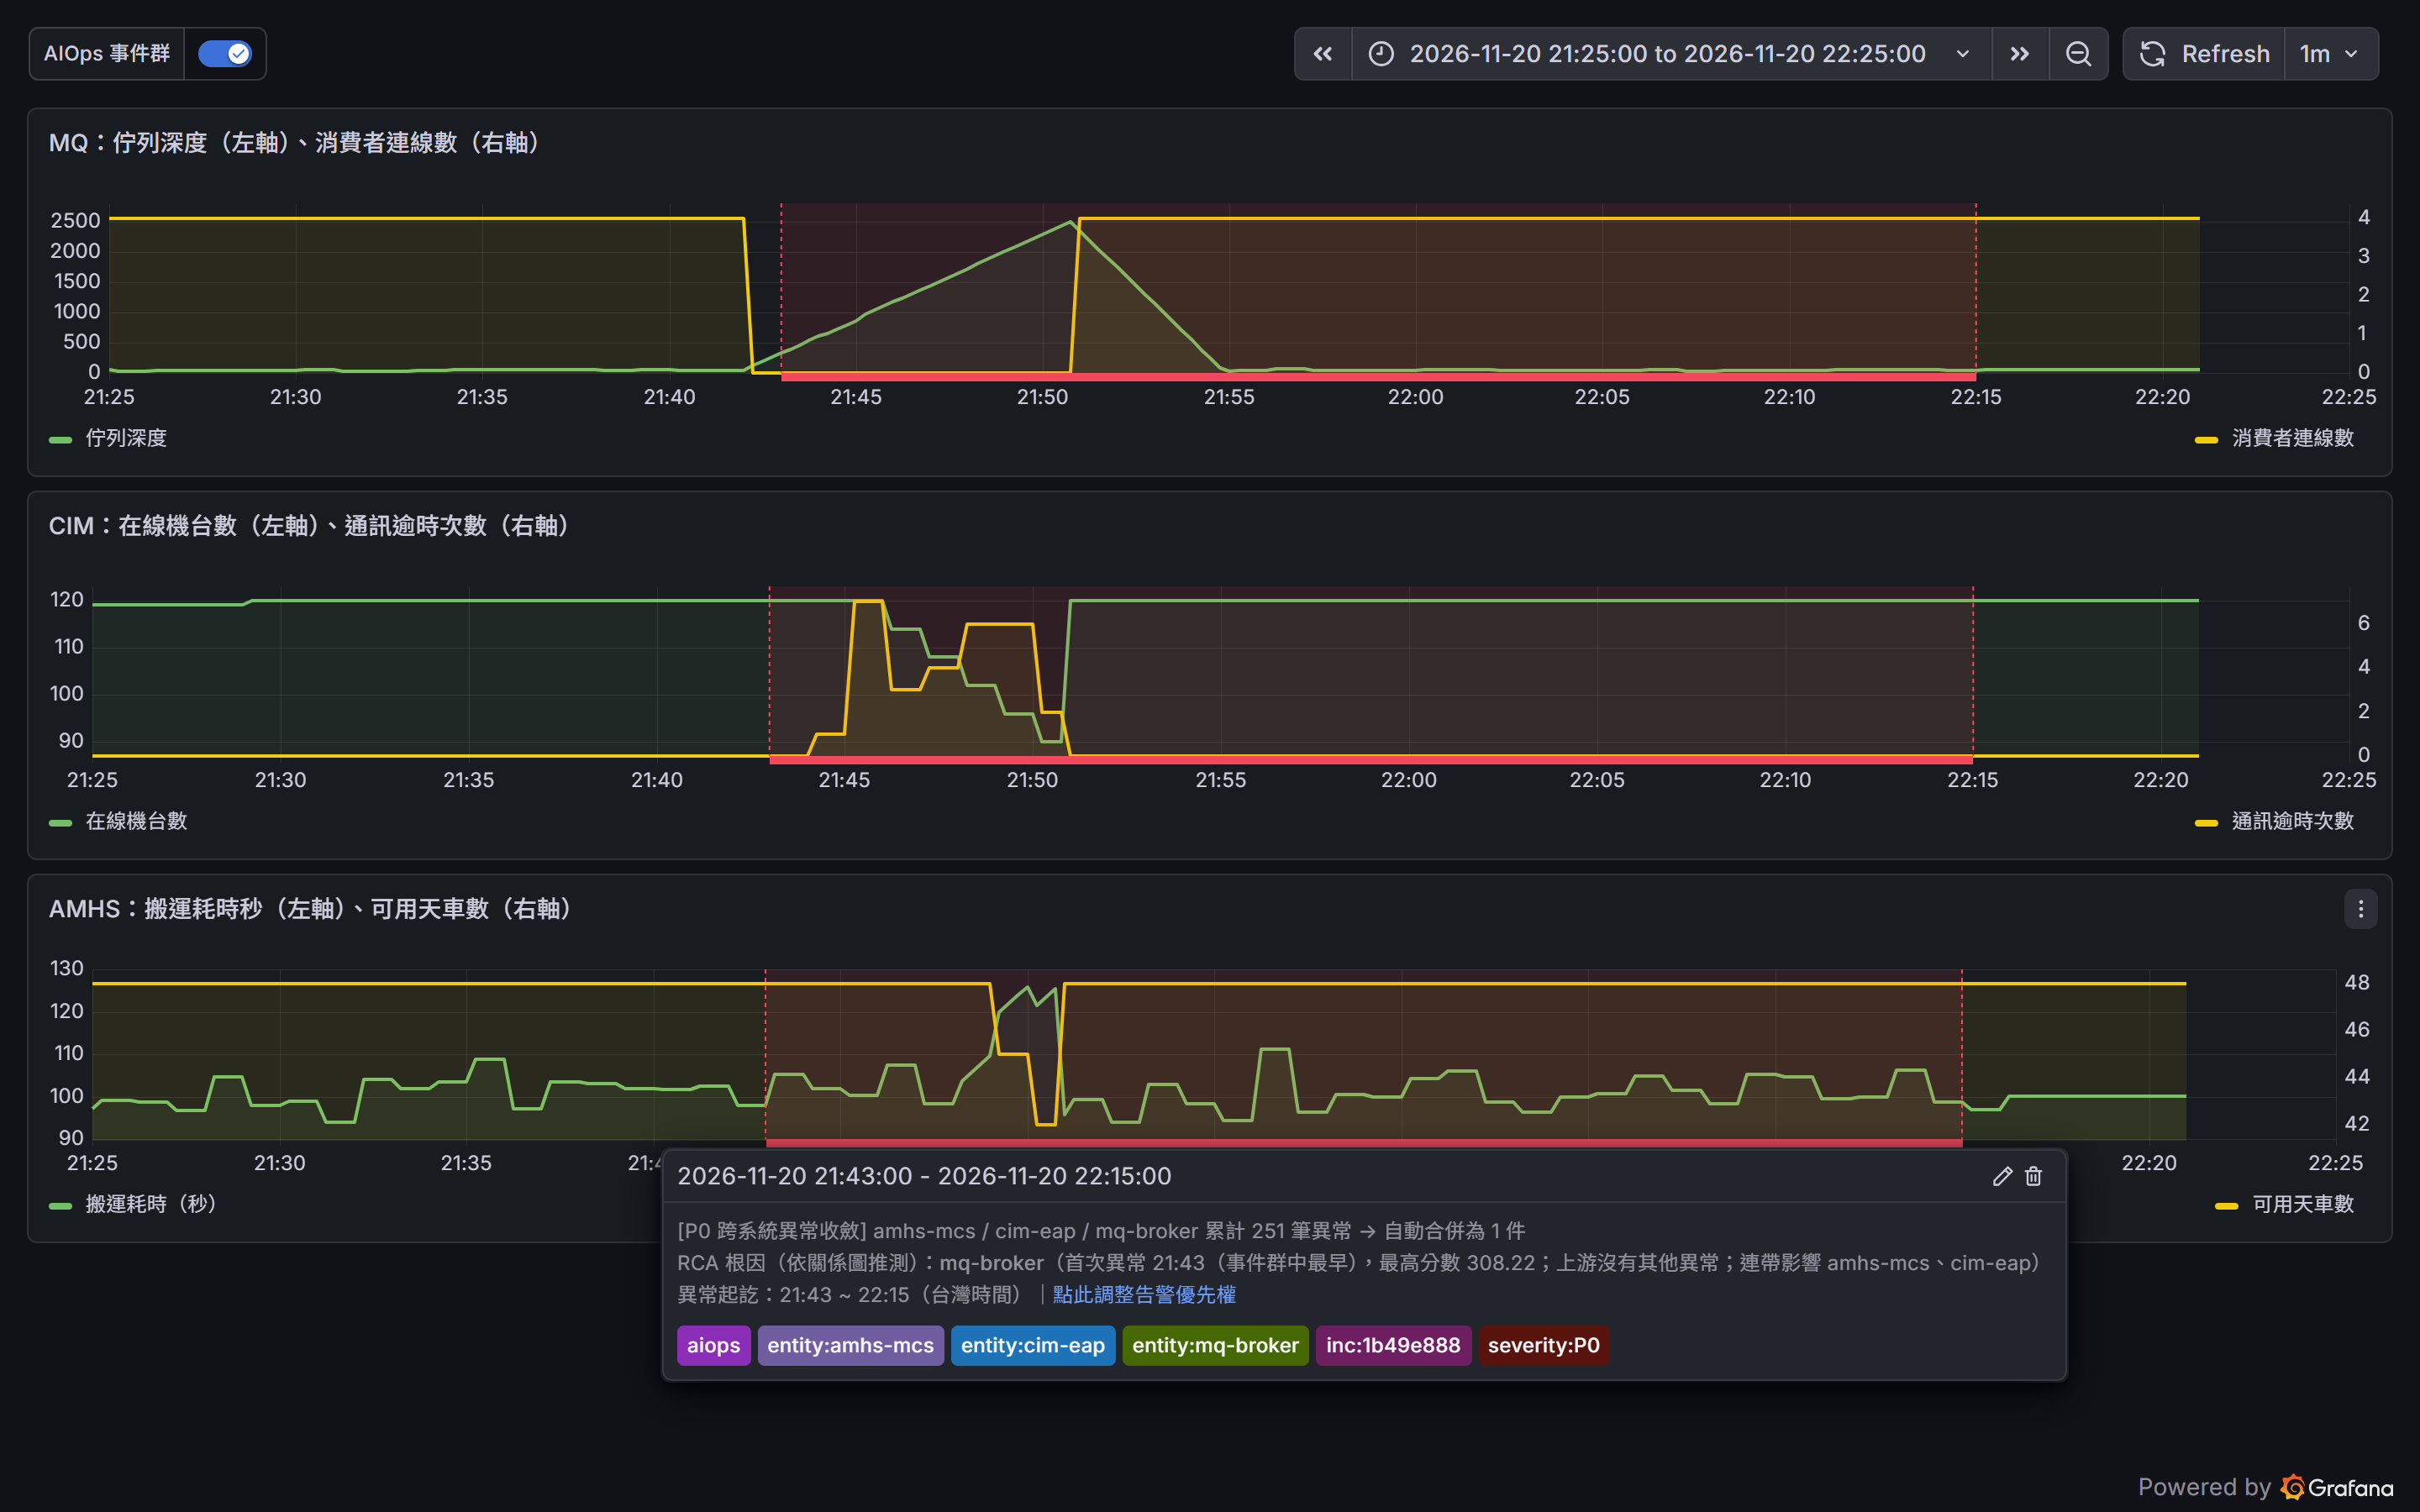 AIOps 事件群
2026-11-20 21:25:00 to 2026-11-20 22:25:00
Refresh
1m
MQ：佇列深度（左軸）、消費者連線數（右軸）
2500
2000
1500
1000
500
0
4
3
2
1
0
21:25 21:30 21:35 21:40 21:45 21:50 21:55 22:00 22:05 22:10 22:15 22:20 22:25
佇列深度 消費者連線數
CIM：在線機台數（左軸）、通訊逾時次數（右軸）
120
110
100
90
6
4
2
0
21:25 21:30 21:35 21:40 21:45 21:50 21:55 22:00 22:05 22:10 22:15 22:20 22:25
在線機台數 通訊逾時次數
AMHS：搬運耗時秒（左軸）、可用天車數（右軸）
130
120
110
100
90
48
46
44
42
21:25 21:30 21:35 21:4 22:20 22:25
搬運耗時（秒） 可用天車數
2026-11-20 21:43:00 - 2026-11-20 22:15:00
[P0 跨系統異常收斂] amhs-mcs / cim-eap / mq-broker 累計 251 筆異常 → 自動合併為 1 件
RCA 根因（依關係圖推測）：mq-broker（首次異常 21:43（事件群中最早），最高分數 308.22；上游沒有其他異常；連帶影響 amhs-mcs、cim-eap）
異常起訖：21:43 ~ 22:15（台灣時間）｜點此調整告警優先權
aiops entity:amhs-mcs entity:cim-eap entity:mq-broker inc:1b49e888 severity:P0
Powered by Grafana